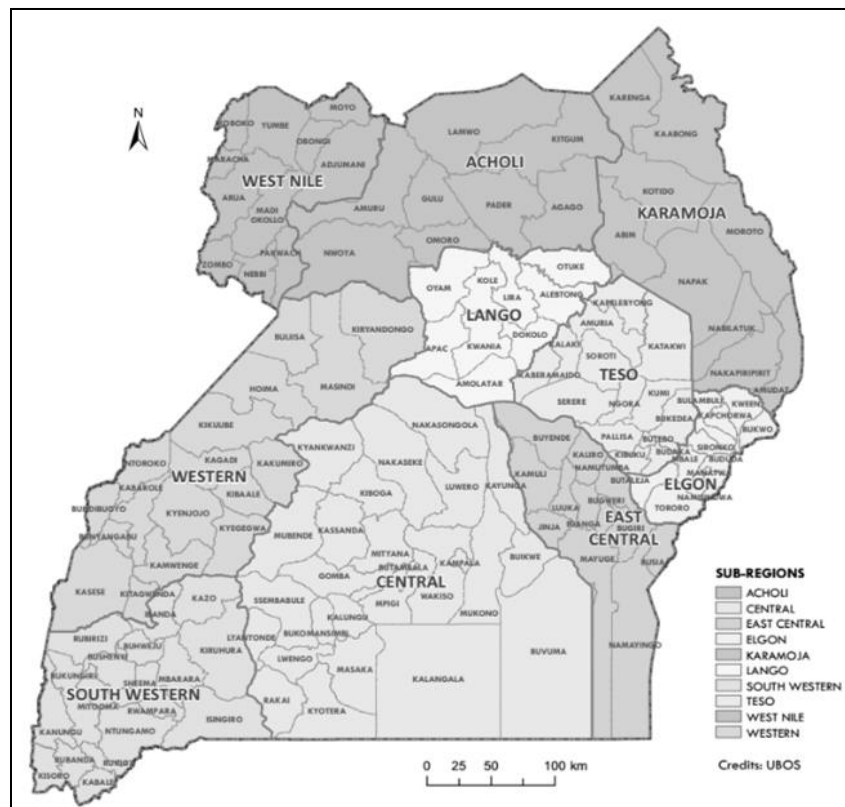 KARENGA
N
MOYO
KAABONG
YUMBE
LAMWO
KITGUM
OBONGI
ACHOLI
ADJUMANI
WEST NILE
KOTIDO
ARUA
AMURU
GULU
PADER
AGAGO
KARAMOJA
MADI
OKOLLO
ABIM
MOROTO
OMORO
NWOYA
PAKWACH
ZOMBO
NEBBI
OTUKE
NAPAK
OYAM
KOLE
LIRA
ALEBTONG
KAPELEBYONG
LANGO
AMURIA
BULIISA
KIRYANDONGO
DOKOLO
KALAKI
KATAKWI
NABILATUK
APAC
KWANIA
SOROTI
TESO
KABERAMAIDO
NAKAPIRIPIRIT
HOIMA
MASINDI
AMOLATAR
AMUDAT
SERERE
NGORA
KUMI
BULAMBULE
KWEEN
KAPCHORWA
BUKEDEA
BUKWO
KIKUUBE
NAKASONGOLA
PALLISA
BUTEBO
SIRONKO
BUYENDE
KIBUKU
BUDAKA
MBALE
BUDUDA
NTOROKO
KAGADI
KAKUMIRO
KYANKWANZI
NAKASEKE
KALIRO
WESTERN
KAMULI
NAMUTUMBA
KABAROLE
KIBAALE
LUWERO
KAYUNGA
BUTALEJA
ELGON
KIBOGA
BUNDIBUGYO
KYENJOJO
LUUKA
BUGWERI
TORORO
EAST
CENTRAL
BUNYANGABU
KYEGEGWA
MUBENDE
KASSANDA
JINJA
IGANGA
BUGIRI
MITYANA
BUIKWE
KAMWENGE
BUTAMBALA
KAMPALA
MAYUGE
BUSIA
KASESE
GOMBA
CENTRAL
KITAGWENDA
KAZO
SSEMBABULE
MPIGI
WAKISO
IBANDA
KALUNGU
MUKONO
RUBIRIZI
KIRUHURA
LYANTONDE
BUHWEJU
NAMAYINGO
BUSHENYI
LWENGO
BUVUMA
SHEEMA
MBARARA
MASAKA
KALANGALA
SOUTH WESTERN
MITOOMA
RWAMPARA
RAKAI
KYOTERA
ISINGIRO
KANUNGU
NTUNGAMO
KISORO
KABALE
SUB-REGIONS
ACHOLI
CENTRAL
EAST CENTRAL
ELGON
KARAMOJA
LANGO
SOUTH WESTERN
TESO
WEST NILE
WESTERN
Credits: UBOS
0 25 50 100 km